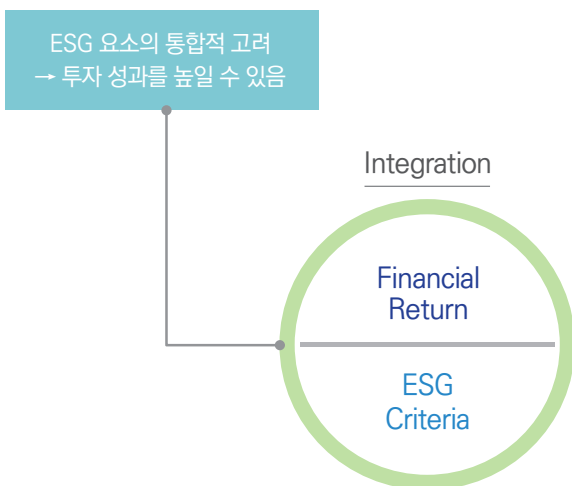 ESG 요소의 통합적 고려
→ 투자 성과를 높일 수 있음
Integration
Financial
Return
ESG
Criteria